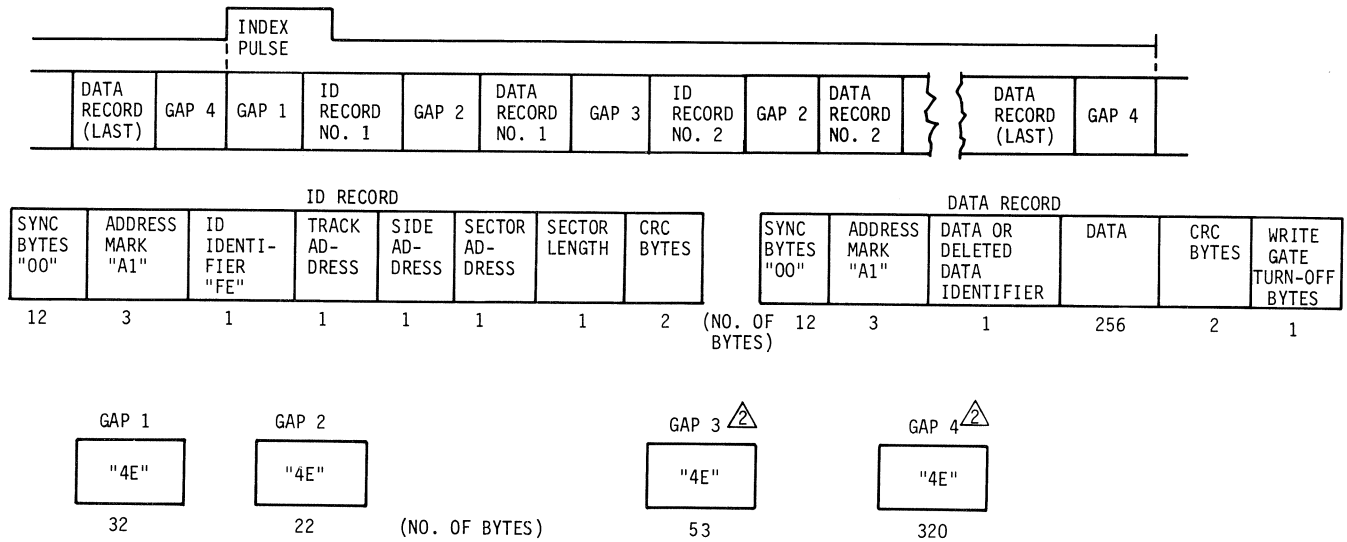 INDEX
PULSE
DATA
RECORD
(LAST)
GAP 4
GAP 1
ID
RECORD
NO. 1
GAP 2
DATA
RECORD
NO. 1
GAP 3
ID
RECORD
NO. 2
GAP 2
DATA
RECORD
NO. 2
DATA
RECORD
(LAST)
GAP 4
ID RECORD
SYNC
BYTES
"00"
ADDRESS
MARK
"A1"
ID
IDENTI-
FIER
"FE"
TRACK
AD-
DRESS
SIDE
AD-
DRESS
SECTOR
AD-
DRESS
SECTOR
LENGTH
CRC
BYTES
12 3 1 1 1 1 1 2
(NO. OF
BYTES)
DATA RECORD
SYNC
BYTES
"00"
ADDRESS
MARK
"A1"
DATA OR
DELETED
DATA
IDENTIFIER
DATA
CRC
BYTES
WRITE
GATE
TURN-OFF
BYTES
12 3 1 256 2 1
GAP 1
"4E"
32
GAP 2
"4E"
22
(NO. OF BYTES)
GAP 3 2
"4E"
53
GAP 4 2
"4E"
320